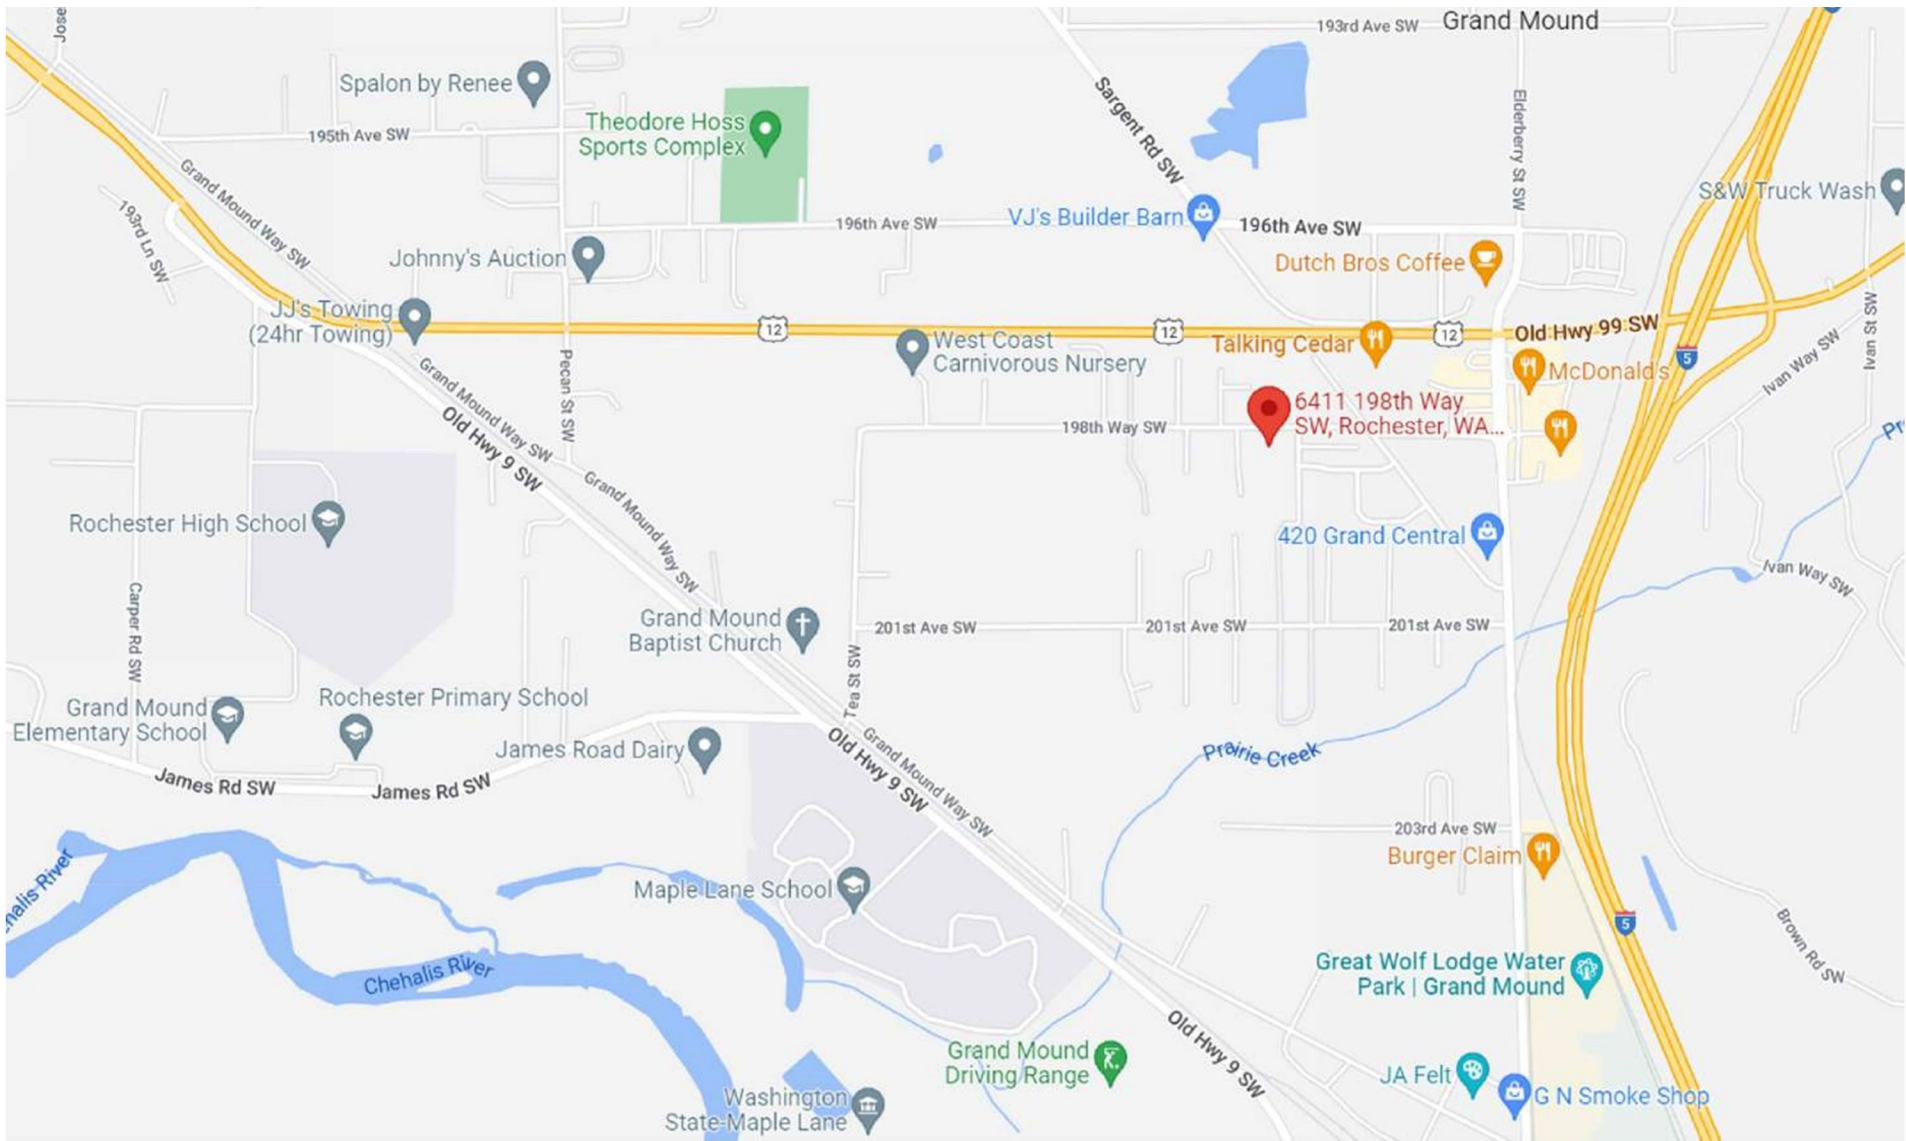 Jose
193rd Ave SW
Grand Mound
Spalon by Renee
Theodore Hoss
Sports Complex
195th Ave SW
Sargent Rd SW
Elderberry St SW
Grand Mound Way SW
S&W Truck Wash
193rd Ln SW
196th Ave SW
VJ's Builder Barn
196th Ave SW
Johnny's Auction
Dutch Bros Coffee
JJ's Towing
(24hr Towing)
12
12
12
Old Hwy 99 SW
West Coast
Carnivorous Nursery
Talking Cedar
McDonald's
5
Ivan Way SW
Ivan St SW
Pecan St SW
Grand Mound Way SW
Old Hwy 9 SW
198th Way SW
6411 198th Way
SW, Rochester, WA...
Pr
Grand Mound Way SW
Rochester High School
420 Grand Central
Ivan Way SW
Carper Rd SW
Grand Mound
Baptist Church
201st Ave SW
201st Ave SW
201st Ave SW
Tea St SW
Rochester Primary School
Grand Mound
Elementary School
James Road Dairy
James Rd SW
James Rd SW
Old Hwy 9 SW
Grand Mound Way SW
Prairie Creek
203rd Ave SW
Burger Claim
Maple Lane School
halis River
Chehalis River
5
Brown Rd SW
Great Wolf Lodge Water
Park | Grand Mound
Old Hwy 9 SW
Grand Mound
Driving Range
JA Felt
G N Smoke Shop
Washington
State-Maple Lane